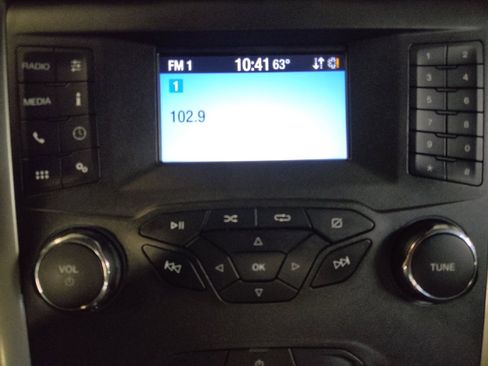 FM 1 10:41 63°
1
102.9
RADIO
MEDIA
1 2
3 4
5 6
7 8
9 0
* #
VOL
OK
TUNE